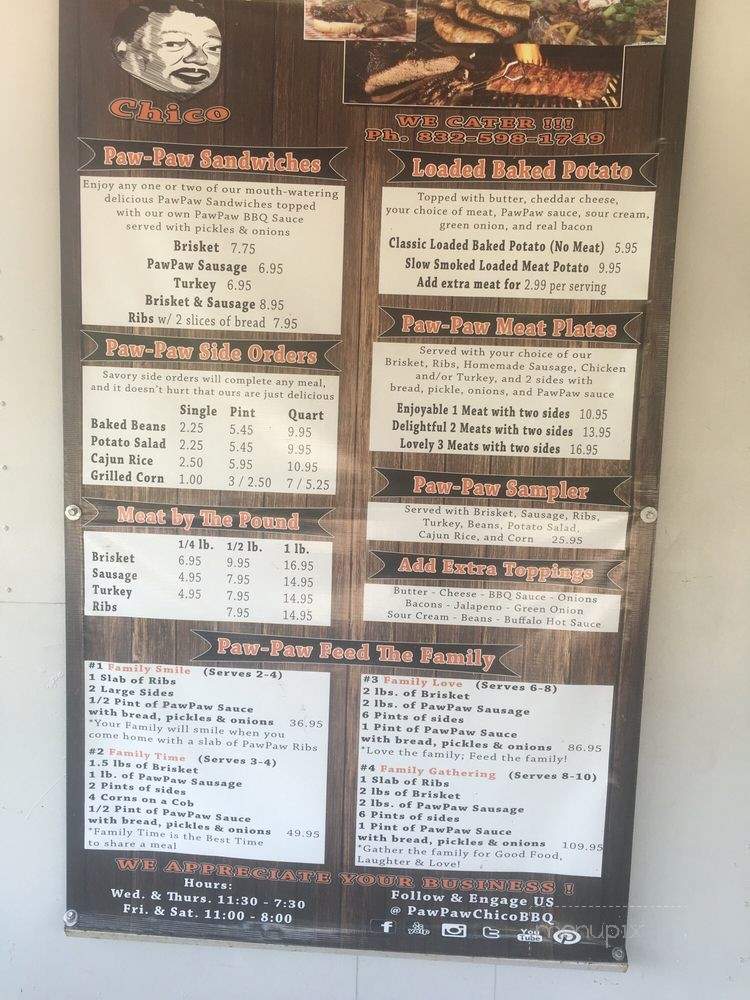 Chico
WE CATER !!!
Ph. 832-598-1749
Paw-Paw Sandwiches
Enjoy any one or two of our mouth-watering
delicious PawPaw Sandwiches topped
with our own PawPaw BBQ Sauce
served with pickles & onions
Brisket 7.75
PawPaw Sausage 6.95
Turkey 6.95
Brisket & Sausage 8.95
Ribs w/ 2 slices of bread 7.95
Paw-Paw Side Orders
Savory side orders will complete any meal,
and it doesn't hurt that ours are just delicious
Single Pint Quart
Baked Beans 2.25 5.45 9.95
Potato Salad 2.25 5.45 9.95
Cajun Rice 2.50 5.95 10.95
Grilled Corn 1.00 3 / 2.50 7 / 5.25
Meat by The Pound
1/4 lb. 1/2 lb. 1 lb.
Brisket 6.95 9.95 16.95
Sausage 4.95 7.95 14.95
Turkey 4.95 7.95 14.95
Ribs 7.95 14.95
Loaded Baked Potato
Topped with butter, cheddar cheese,
your choice of meat, PawPaw sauce, sour cream,
green onion, and real bacon
Classic Loaded Baked Potato (No Meat) 5.95
Slow Smoked Loaded Meat Potato 9.95
Add extra meat for 2.99 per serving
Paw-Paw Meat Plates
Served with your choice of our
Brisket, Ribs, Homemade Sausage, Chicken
and/or Turkey, and 2 sides with
bread, pickle, onions, and PawPaw sauce
Enjoyable 1 Meat with two sides 10.95
Delightful 2 Meats with two sides 13.95
Lovely 3 Meats with two sides 16.95
Paw-Paw Sampler
Served with Brisket, Sausage, Ribs,
Turkey, Beans, Potato Salad,
Cajun Rice, and Corn 25.95
Add Extra Toppings
Butter - Cheese - BBQ Sauce - Onions
Bacons - Jalapeno - Green Onion
Sour Cream - Beans - Buffalo Hot Sauce
Paw-Paw Feed The Family
#1 Family Smile (Serves 2-4)
1 Slab of Ribs
2 Large Sides
1/2 Pint of PawPaw Sauce
with bread, pickles & onions 36.95
*Your Family will smile when you
come home with a slab of PawPaw Ribs
#2 Family Time (Serves 3-4)
1.5 lbs of Brisket
1 lb. of PawPaw Sausage
2 Pints of sides
4 Corns on a Cob
1/2 Pint of PawPaw Sauce
with bread, pickles & onions 49.95
*Family Time is the Best Time
to share a meal
#3 Family Love (Serves 6-8)
2 lbs. of Brisket
2 lbs. of PawPaw Sausage
6 Pints of sides
1 Pint of PawPaw Sauce
with bread, pickles & onions 86.95
*Love the family; Feed the family!
#4 Family Gathering (Serves 8-10)
1 Slab of Ribs
2 lbs of Brisket
2 lbs. of PawPaw Sausage
6 Pints of sides
1 Pint of PawPaw Sauce
with bread, pickles & onions 109.95
*Gather the family for Good Food,
Laughter & Love!
WE APPRECIATE YOUR BUSINESS !
Hours:
Wed. & Thurs. 11:30 - 7:30
Fri. & Sat. 11:00 - 8:00
Follow & Engage US
@ PawPawChicoBBQ
f yelp You Tube
menupix